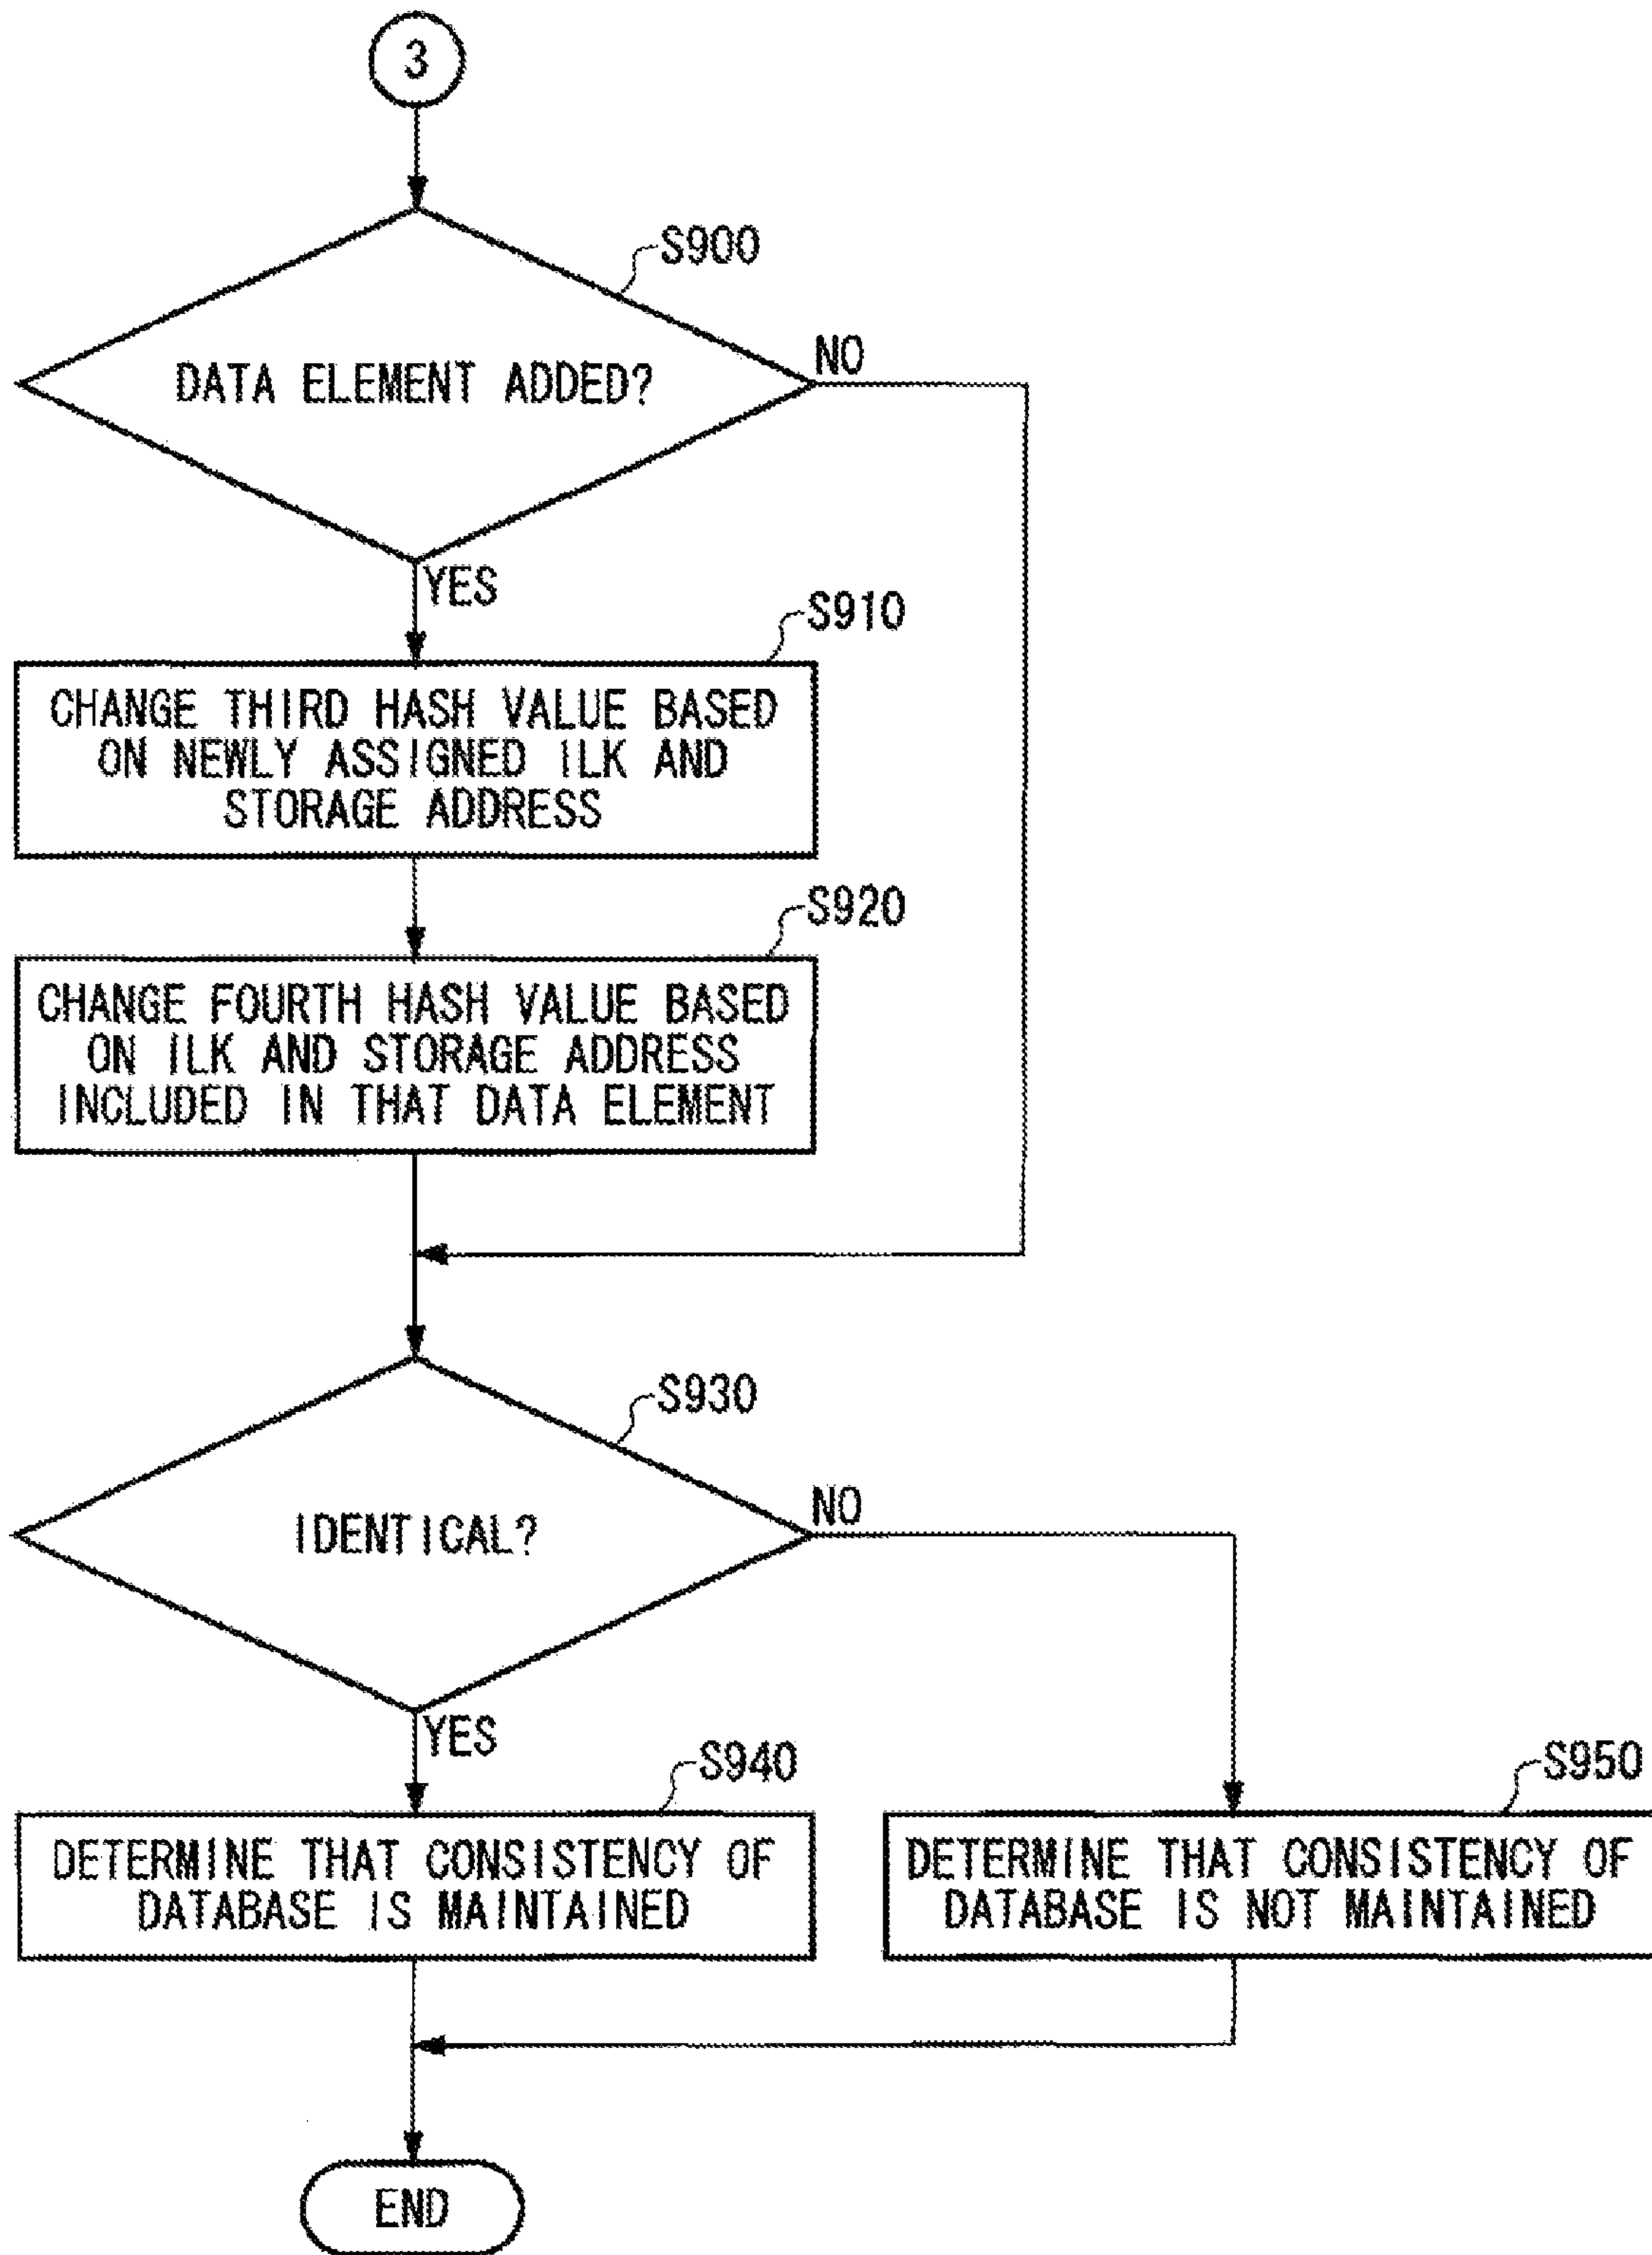 3
S900
DATA ELEMENT ADDED?
NO
YES
S910
CHANGE THIRD HASH VALUE BASED
ON NEWLY ASSIGNED ILK AND
STORAGE ADDRESS
S920
CHANGE FOURTH HASH VALUE BASED
ON ILK AND STORAGE ADDRESS
INCLUDED IN THAT DATA ELEMENT
S930
IDENTICAL?
NO
YES
S940
DETERMINE THAT CONSISTENCY OF
DATABASE IS MAINTAINED
S950
DETERMINE THAT CONSISTENCY OF
DATABASE IS NOT MAINTAINED
END